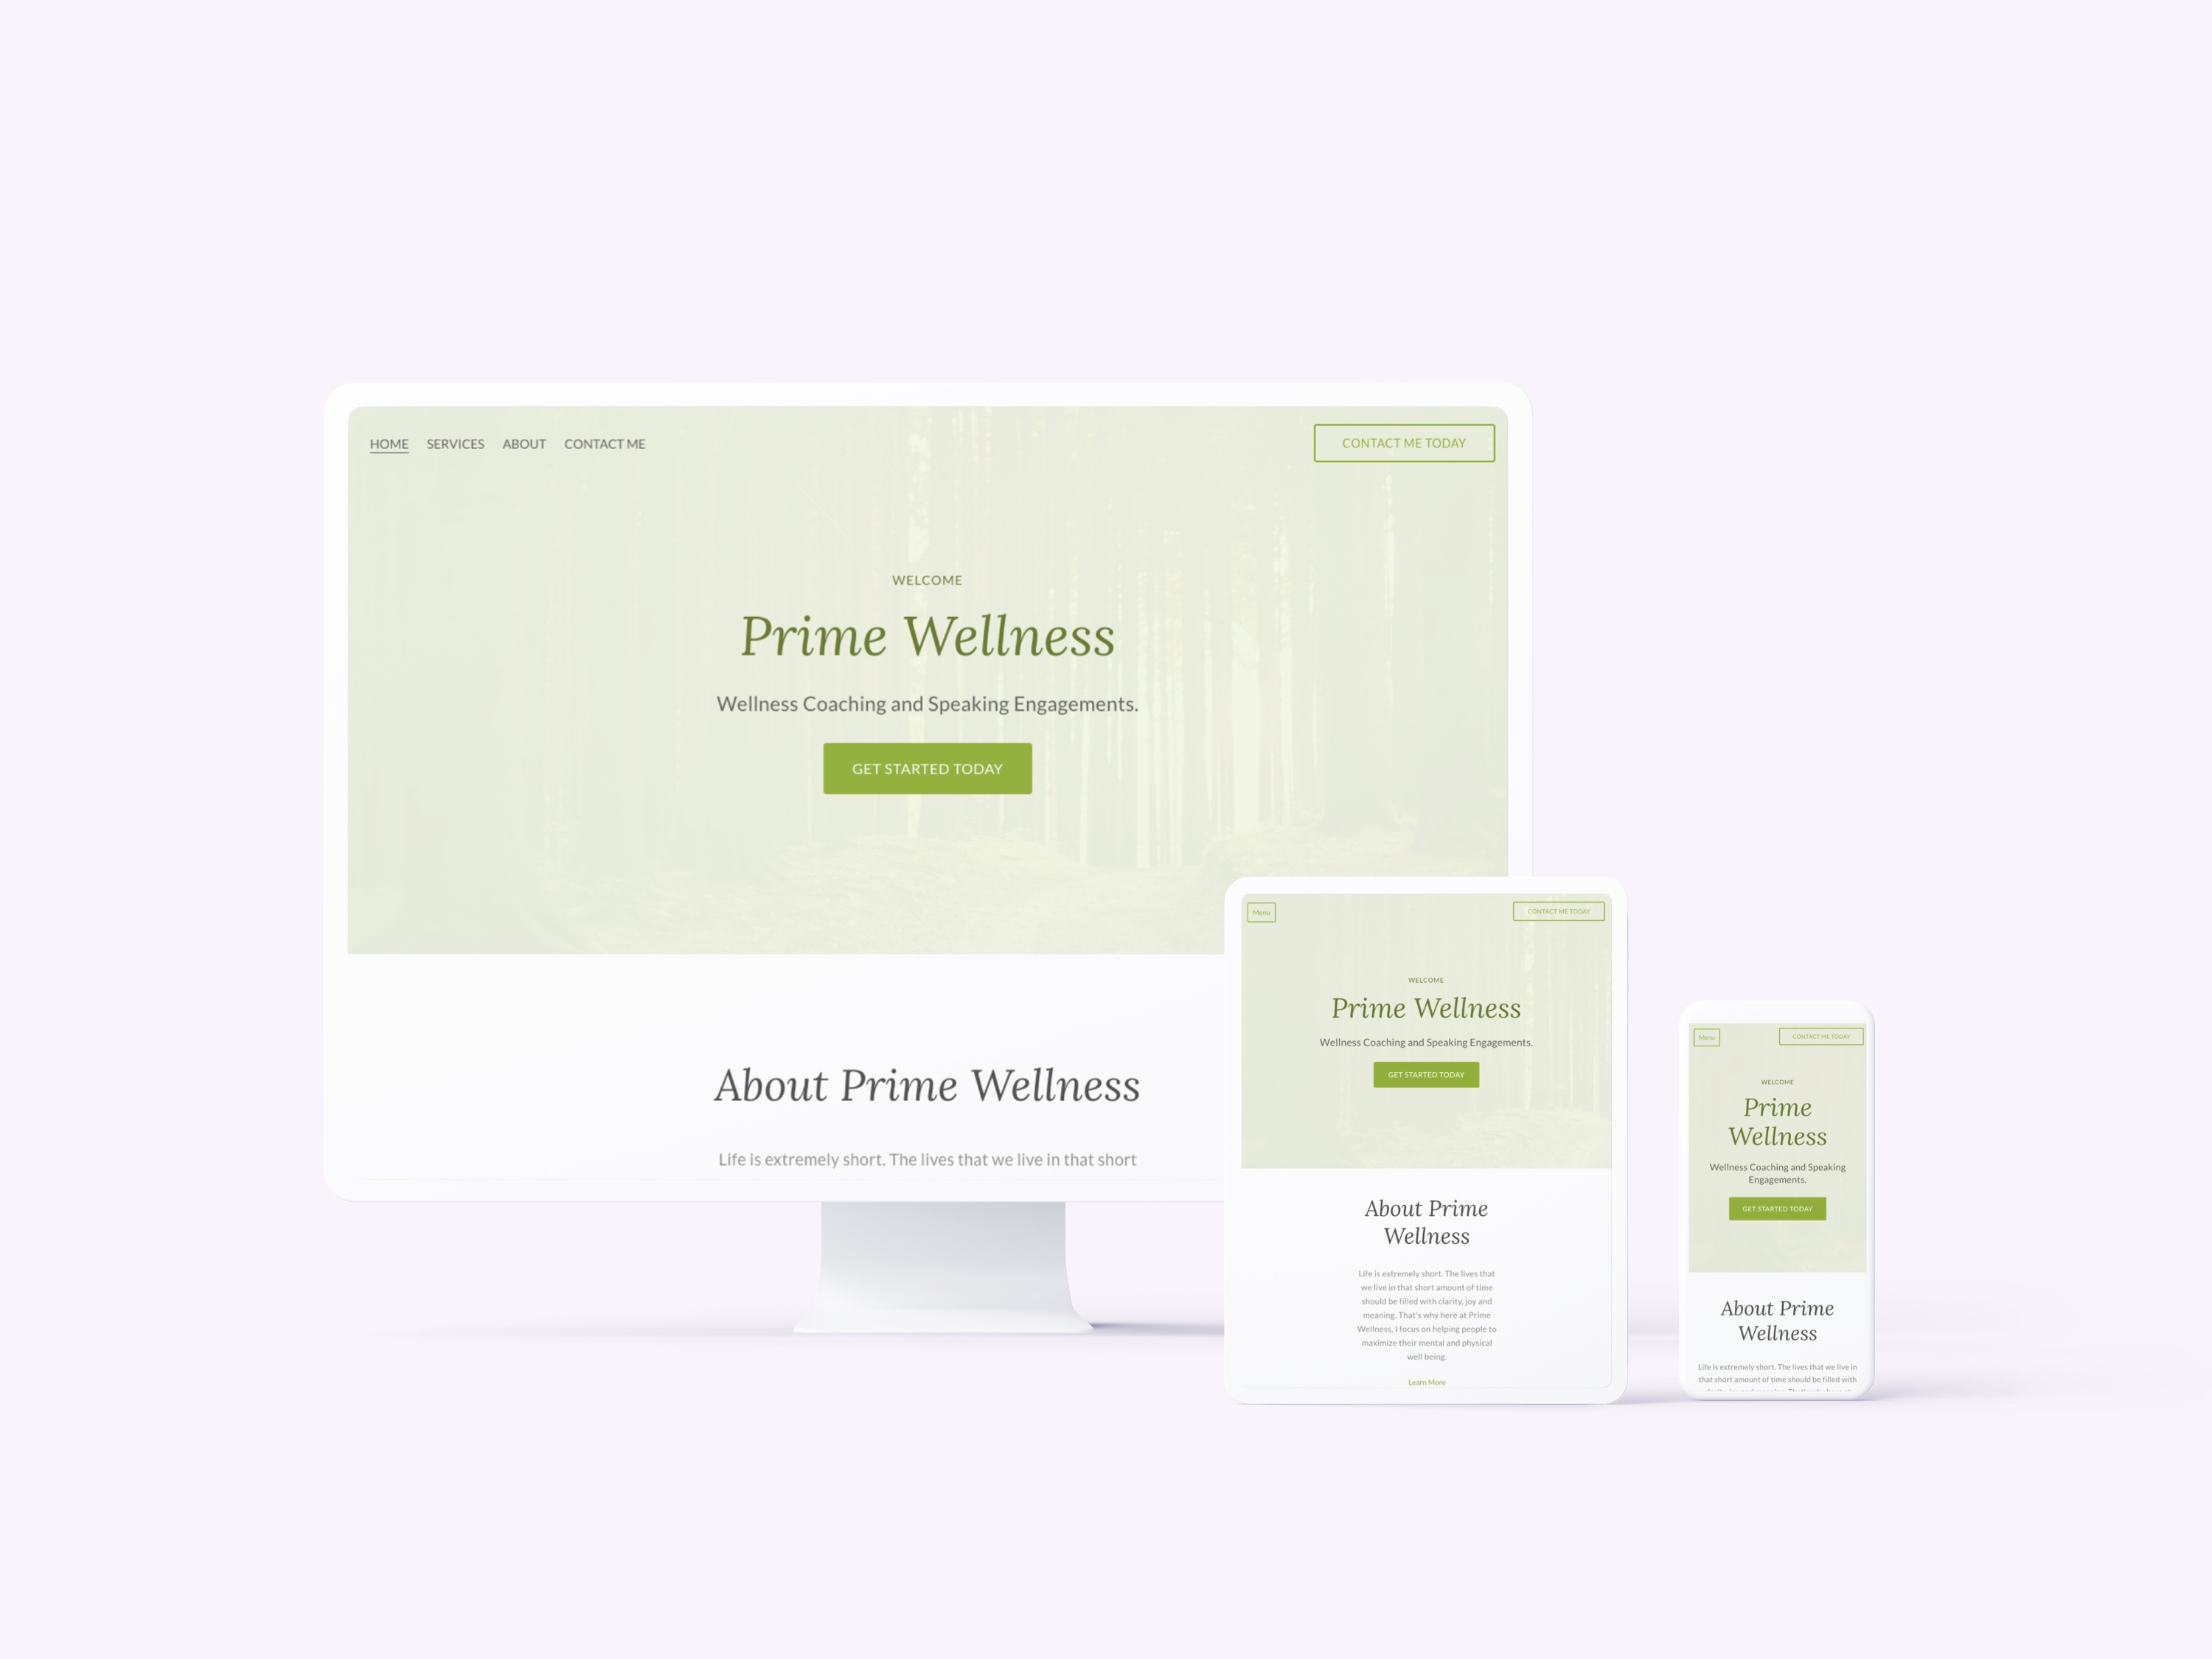 HOME SERVICES ABOUT CONTACT ME
CONTACT ME TODAY
WELCOME
Prime Wellness
Wellness Coaching and Speaking Engagements.
GET STARTED TODAY
About Prime Wellness
Life is extremely short. The lives that we live in that short
Menu
CONTACT ME TODAY
WELCOME
Prime Wellness
Wellness Coaching and Speaking Engagements.
GET STARTED TODAY
About Prime
Wellness
Life is extremely short. The lives that
we live in that short amount of time
should be filled with clarity, joy and
meaning. That's why here at Prime
Wellness, I focus on helping people to
maximize their mental and physical
well being.
Learn More
Menu
CONTACT ME TODAY
WELCOME
Prime
Wellness
Wellness Coaching and Speaking
Engagements.
GET STARTED TODAY
About Prime
Wellness
Life is extremely short. The lives that we live in
that short amount of time should be filled with